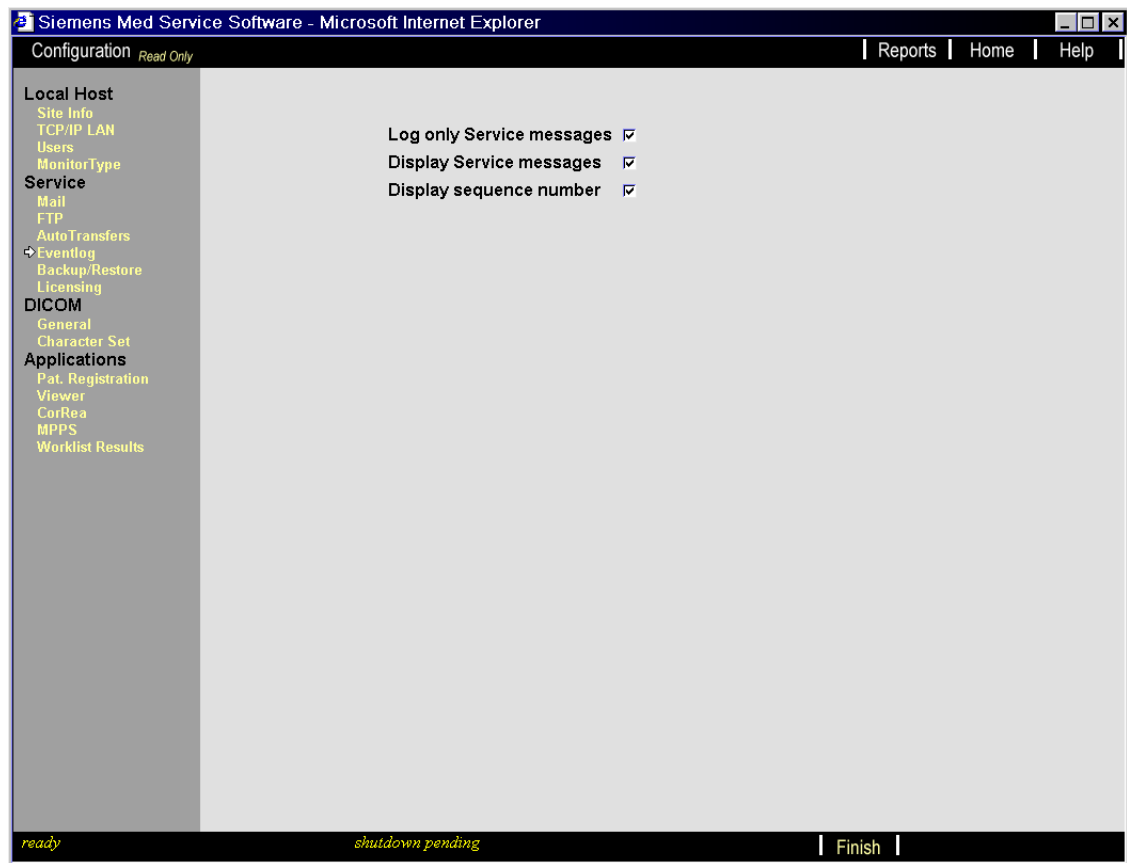 Siemens Med Service Software - Microsoft Internet Explorer
Configuration Read Only
Reports Home Help
Local Host
Site Info
TCP/IP LAN
Users
MonitorType
Service
Mail
FTP
AutoTransfers
Eventlog
Backup/Restore
Licensing
DICOM
General
Character Set
Applications
Pat. Registration
Viewer
CorRea
MPPS
Worklist Results
Log only Service messages
Display Service messages
Display sequence number
ready shutdown pending Finish